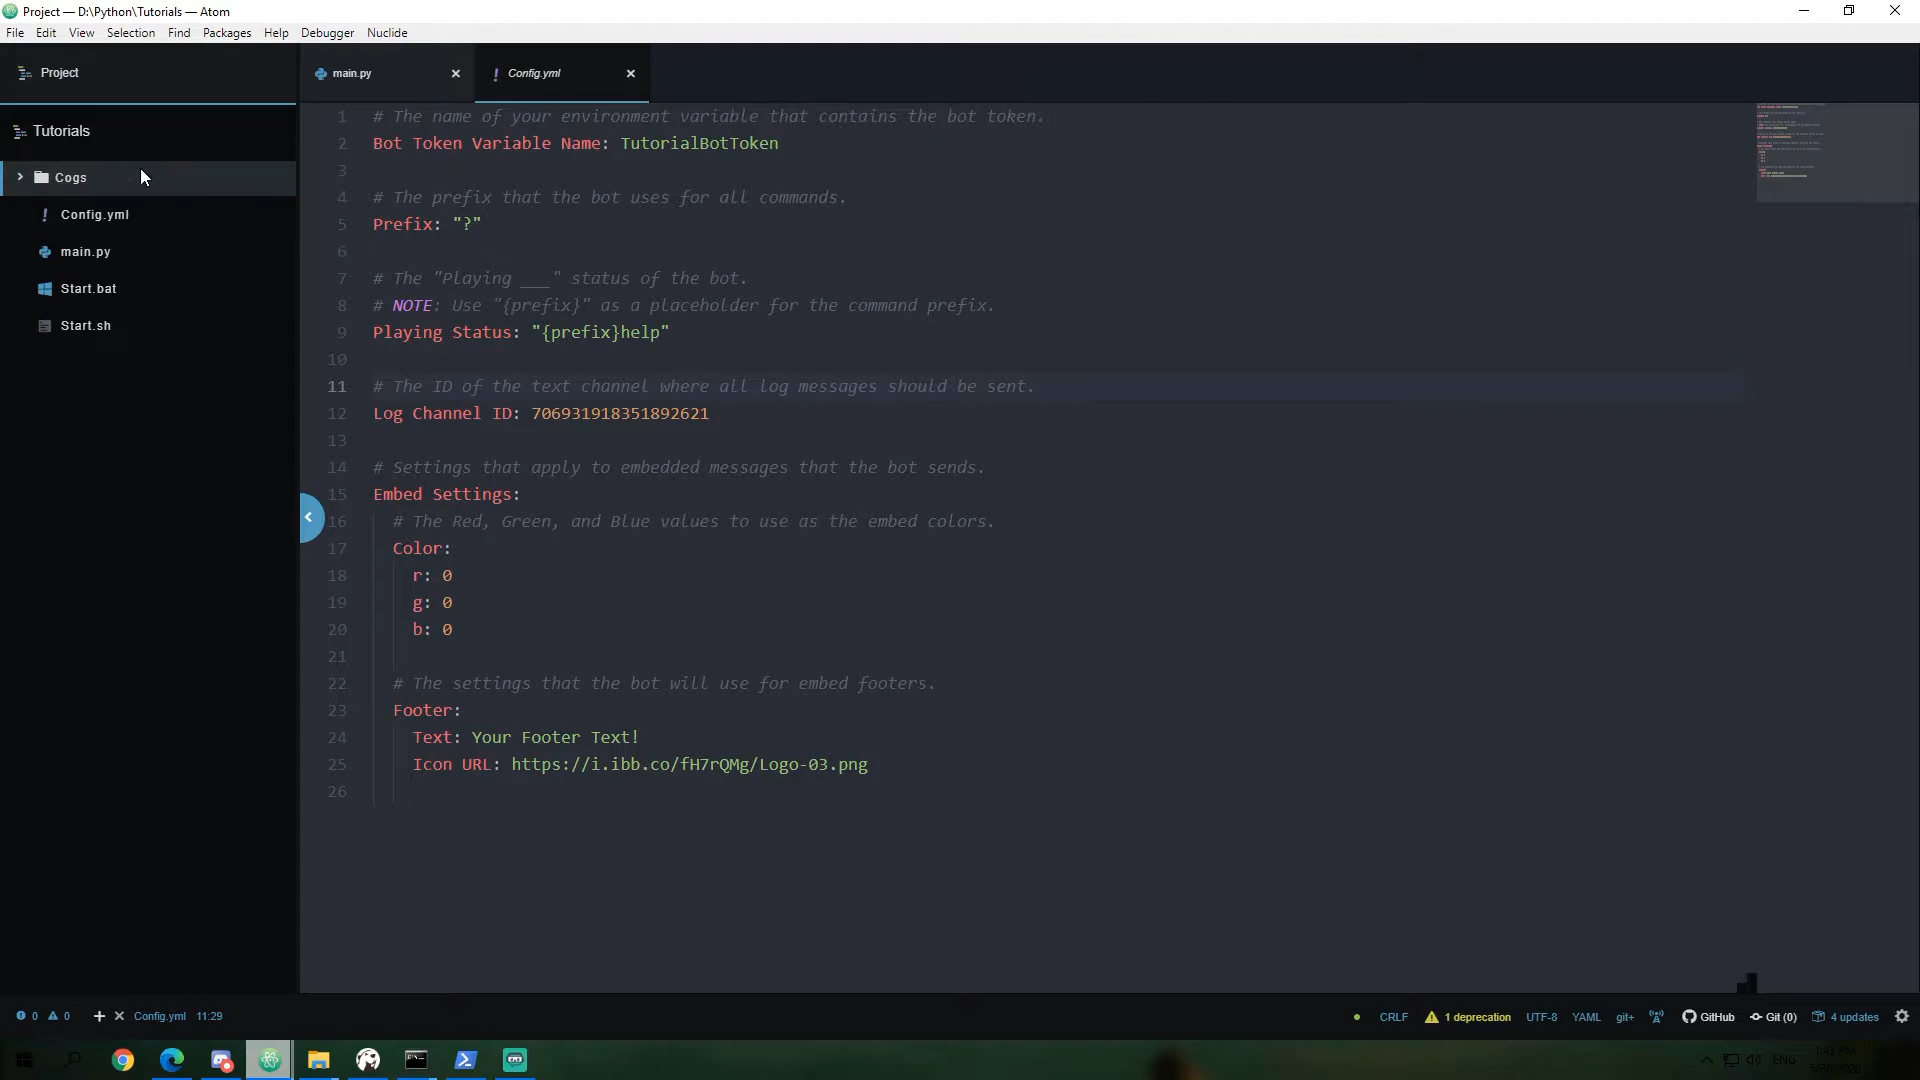 Project — D:\Python\Tutorials — Atom
File Edit View Selection Find Packages Help Debugger Nuclide
Project
main.py
Config.yml
Tutorials
Cogs
Config.yml
main.py
Start.bat
Start.sh
1 # The name of your environment variable that contains the bot token.
2 Bot Token Variable Name: TutorialBotToken
3
4 # The prefix that the bot uses for all commands.
5 Prefix: "?"
6
7 # The "Playing ___" status of the bot.
8 # NOTE: Use "{prefix}" as a placeholder for the command prefix.
9 Playing Status: "{prefix}help"
10
11 # The ID of the text channel where all log messages should be sent.
12 Log Channel ID: 706931918351892621
13
14 # Settings that apply to embedded messages that the bot sends.
15 Embed Settings:
16 # The Red, Green, and Blue values to use as the embed colors.
17 Color:
18 r: 0
19 g: 0
20 b: 0
21
22 # The settings that the bot will use for embed footers.
23 Footer:
24 Text: Your Footer Text!
25 Icon URL: https://i.ibb.co/fH7rQMg/Logo-03.png
26
0 0 Config.yml 11:29 CRLF 1 deprecation UTF-8 YAML git+ GitHub Git (0) 4 updates
ENG